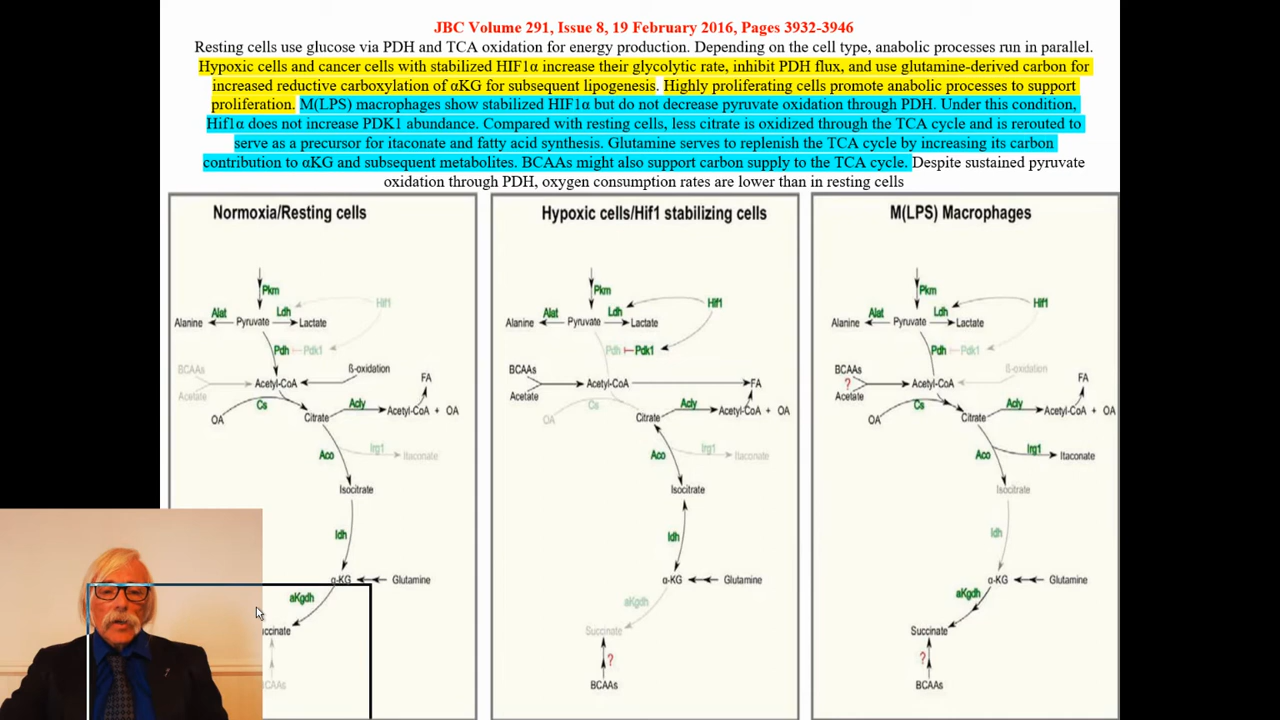 JBC Volume 291, Issue 8, 19 February 2016, Pages 3932-3946
Resting cells use glucose via PDH and TCA oxidation for energy production. Depending on the cell type, anabolic processes run in parallel.
Hypoxic cells and cancer cells with stabilized HIF1α increase their glycolytic rate, inhibit PDH flux, and use glutamine-derived carbon for
increased reductive carboxylation of αKG for subsequent lipogenesis. Highly proliferating cells promote anabolic processes to support
proliferation. M(LPS) macrophages show stabilized HIF1α but do not decrease pyruvate oxidation through PDH. Under this condition,
Hif1α does not increase PDK1 abundance. Compared with resting cells, less citrate is oxidized through the TCA cycle and is rerouted to
serve as a precursor for itaconate and fatty acid synthesis. Glutamine serves to replenish the TCA cycle by increasing its carbon
contribution to αKG and subsequent metabolites. BCAAs might also support carbon supply to the TCA cycle. Despite sustained pyruvate
oxidation through PDH, oxygen consumption rates are lower than in resting cells
Normoxia/Resting cells
Pkm
Hif1
Alat Ldh
Alanine Pyruvate Lactate
Pdh Pdk1
BCAAs ß-oxidation
FA
Acetyl-CoA
Acetate
Cs Acly
Acetyl-CoA + OA
OA Citrate
Irg1
Aco Itaconate
Isocitrate
Idh
α-KG Glutamine
aKgdh
ccinate
CAAs
Hypoxic cells/Hif1 stabilizing cells
Pkm
Hif1
Alat Ldh
Alanine Pyruvate Lactate
Pdh Pdk1
BCAAs
Acetyl-CoA FA
Acetate
Cs Acly
Acetyl-CoA + OA
OA Citrate
Irg1
Aco Itaconate
Isocitrate
Idh
α-KG Glutamine
aKgdh
Succinate
?
BCAAs
M(LPS) Macrophages
Pkm
Hif1
Alat Ldh
Alanine Pyruvate Lactate
Pdh Pdk1
BCAAs ß-oxidation
FA
? Acetyl-CoA
Acetate
Cs Acly
Acetyl-CoA + OA
OA Citrate
Irg1
Aco Itaconate
Isocitrate
Idh
α-KG Glutamine
aKgdh
Succinate
?
BCAAs